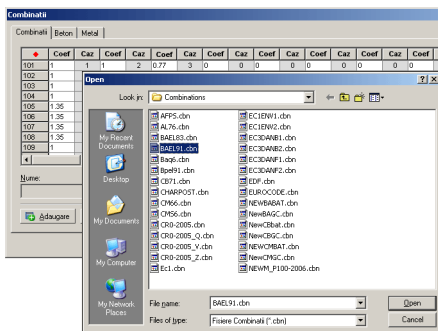 Combinatii
Combinatii Beton Metal
Coef Caz Coef Caz Coef Caz Coef Caz Coef Caz Coef Caz
101 1 1 1 2 0.77 3 0 0 0 0 0 0
102 1
103 1
104 1
105 1.35
106 1.35
107 1.35
108 1.35
109 1
Nume:
Adaugare
Open
Look in: Combinations
My Recent Documents
Desktop
My Documents
My Computer
My Network Places
AFPS.cbn
AL76.cbn
BAEL83.cbn
BAEL91.cbn
Baq6.cbn
Bpel91.cbn
CB71.cbn
CHARPOST.cbn
CM66.cbn
CMS6.cbn
CR0-2005.cbn
CR0-2005_Q.cbn
CR0-2005_V.cbn
CR0-2005_Z.cbn
Ec1.cbn
EC1ENV1.cbn
EC1ENV2.cbn
EC3DANB1.cbn
EC3DANB2.cbn
EC3DANF1.cbn
EC3DANF2.cbn
EDF.cbn
EUROCODE.cbn
NEWBABAT.cbn
NewBAGC.cbn
NewCBbat.cbn
NewCBGC.cbn
NEWCMBAT.cbn
NewCMGC.cbn
NEWM_P100-2006.cbn
File name: BAEL91.cbn Open
Files of type: Fisiere Combinatii (*.cbn) Cancel